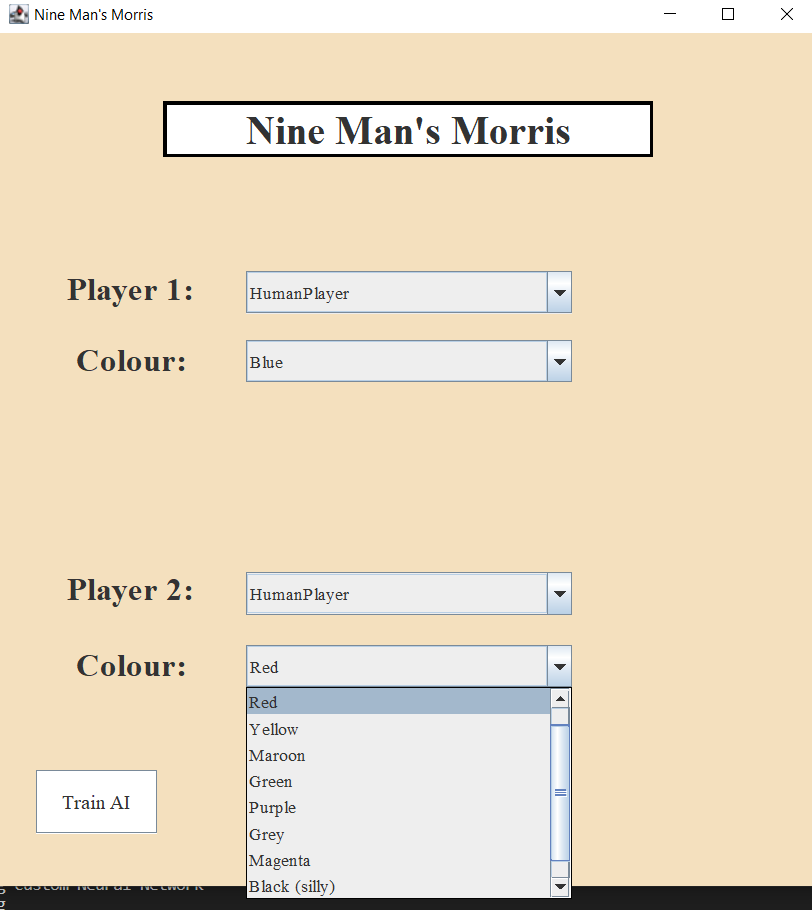 Nine Man's Morris
Nine Man's Morris
Player 1:
HumanPlayer
Colour:
Blue
Player 2:
HumanPlayer
Colour:
Red
Red
Yellow
Maroon
Green
Purple
Grey
Magenta
Black (silly)
Train AI
Custom Neural Network